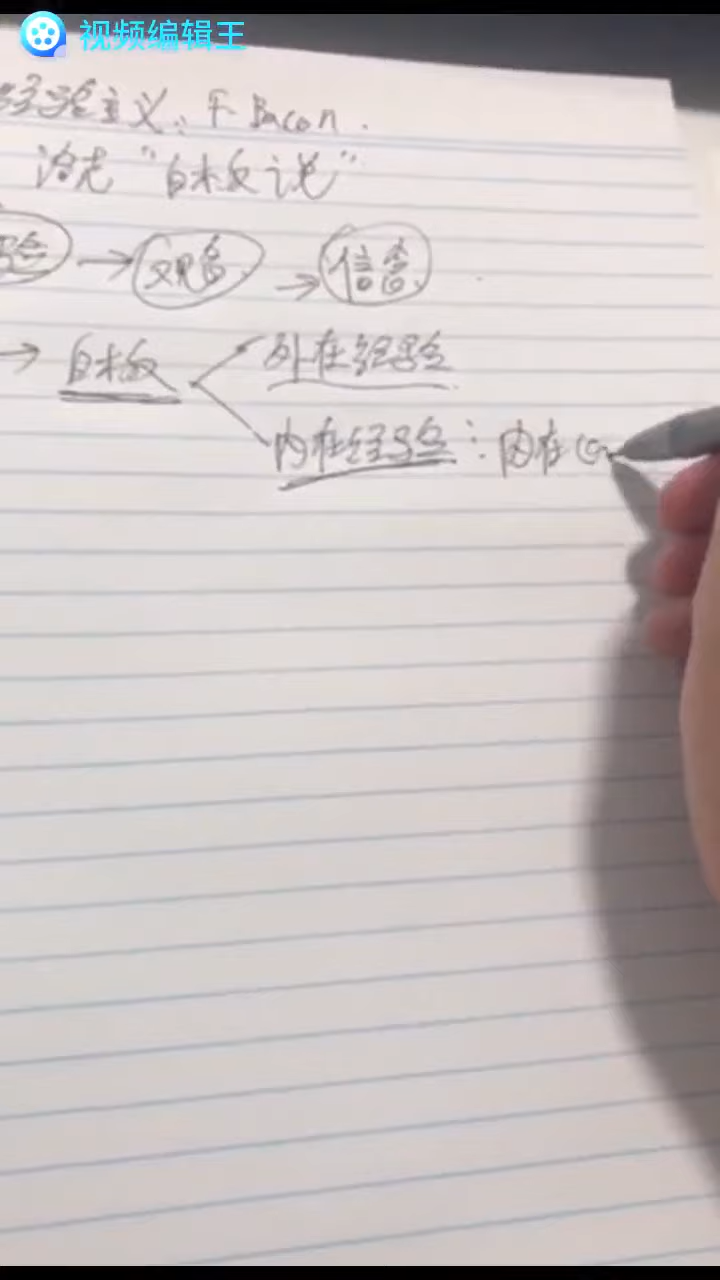 视频编辑王
经验主义：F Bacon.
洛克“白板说”
验 → 观念 → 信念
→ 白板 外在经验
内在经验：内在